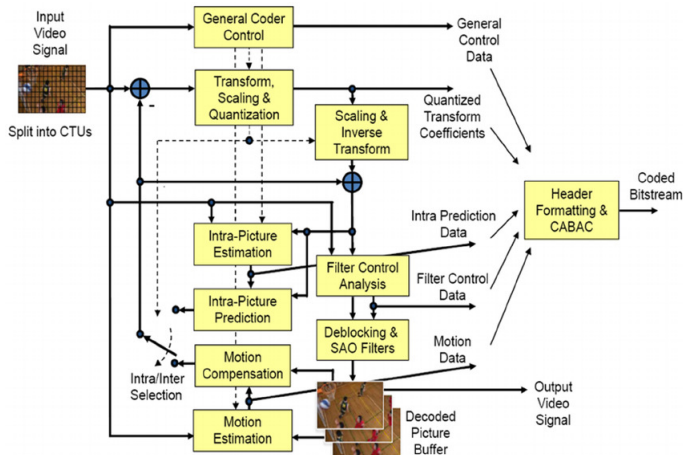 Input
Video
Signal
Split into CTUs
General Coder
Control
Transform,
Scaling &
Quantization
-
Scaling &
Inverse
Transform
Intra-Picture
Estimation
Intra-Picture
Prediction
Filter Control
Analysis
Deblocking &
SAO Filters
Motion
Compensation
Motion
Estimation
Intra/Inter
Selection
Decoded
Picture
Buffer
General
Control
Data
Quantized
Transform
Coefficients
Intra Prediction
Data
Filter Control
Data
Motion
Data
Header
Formatting &
CABAC
Coded
Bitstream
Output
Video
Signal